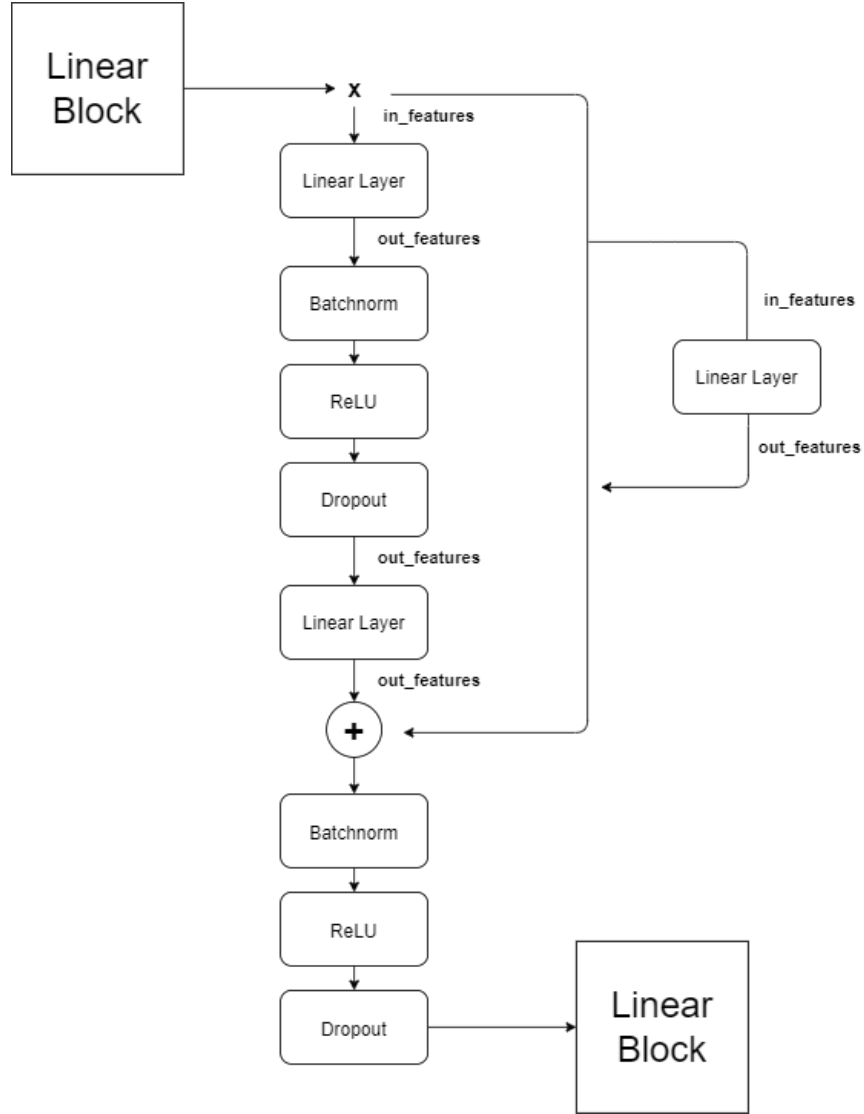 Linear
Block
x
in_features
Linear Layer
out_features
Batchnorm
in_features
ReLU
Linear Layer
out_features
Dropout
out_features
Linear Layer
out_features
+
Batchnorm
ReLU
Linear
Block
Dropout